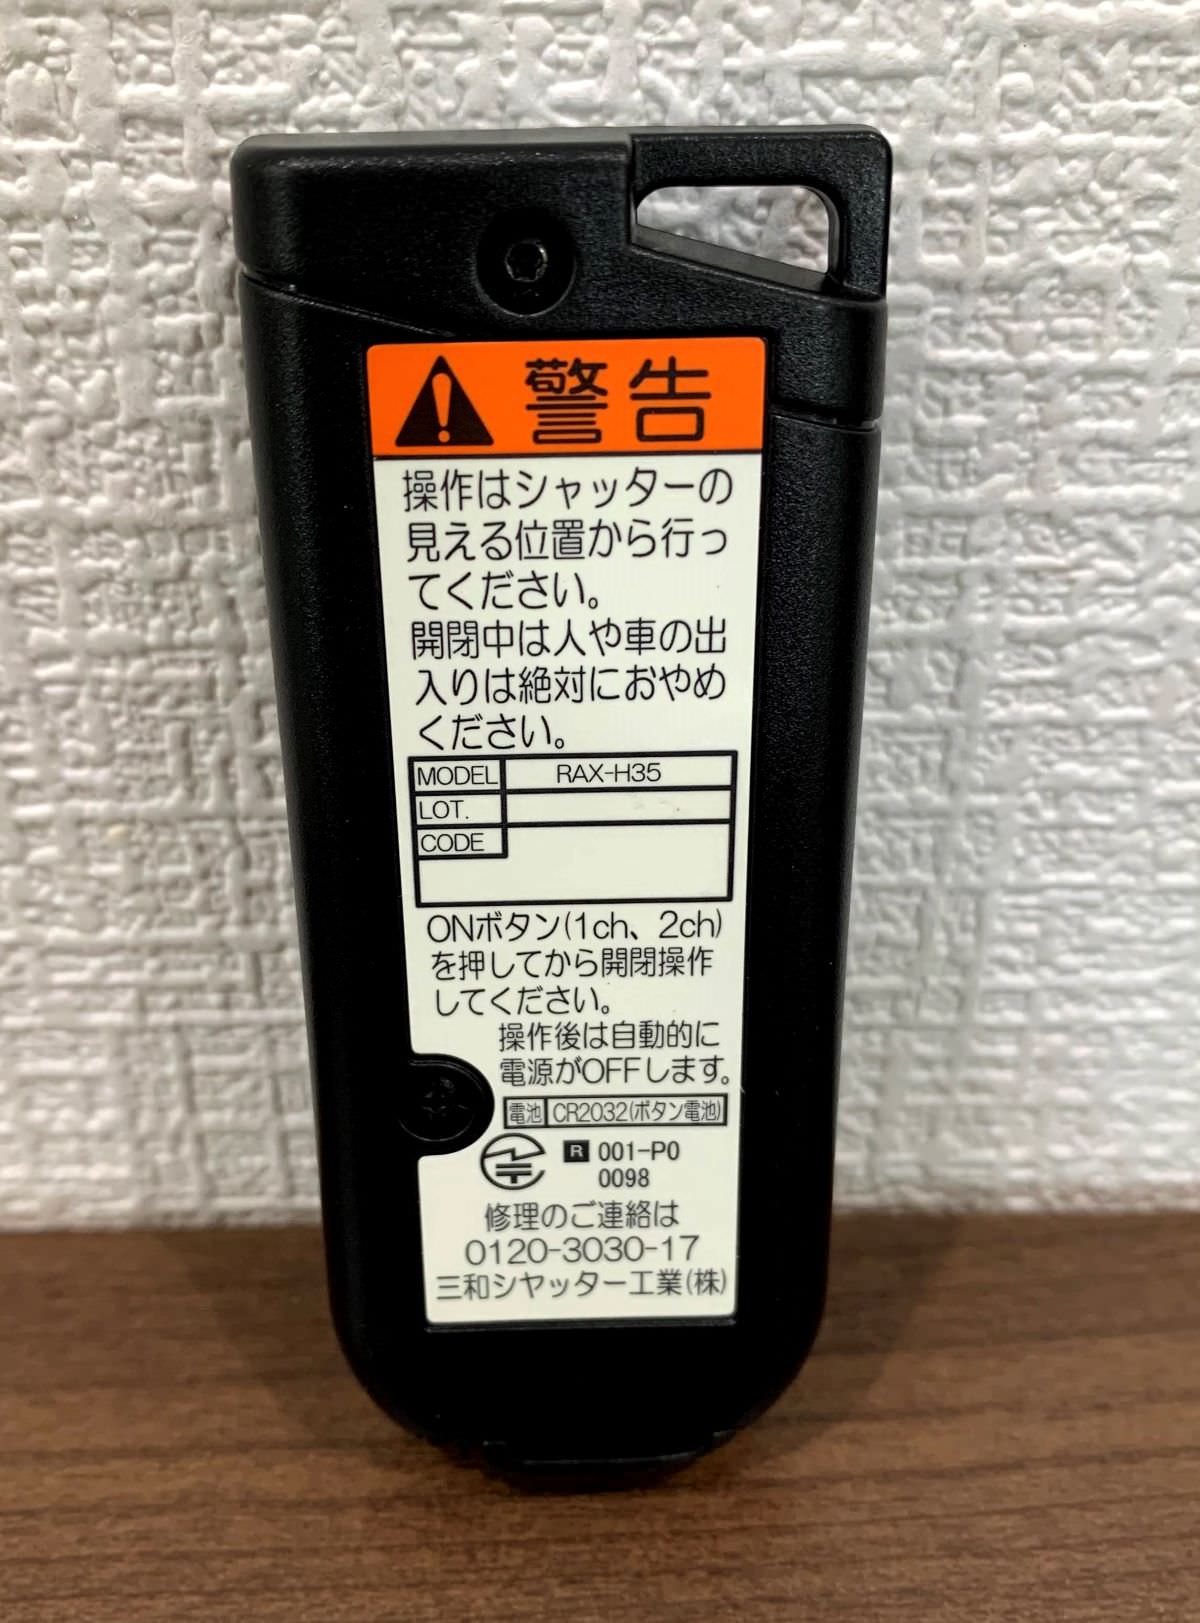 警告
操作はシャッターの
見える位置から行っ
てください。
開閉中は人や車の出
入りは絶対におやめ
ください。
MODEL RAX-H35
LOT.
CODE
ONボタン(1ch、2ch)
を押してから開閉操作
してください。
操作後は自動的に
電源がOFFします。
電池 CR2032(ボタン電池)
R 001-P0
0098
修理のご連絡は
0120-3030-17
三和シヤッター工業(株)